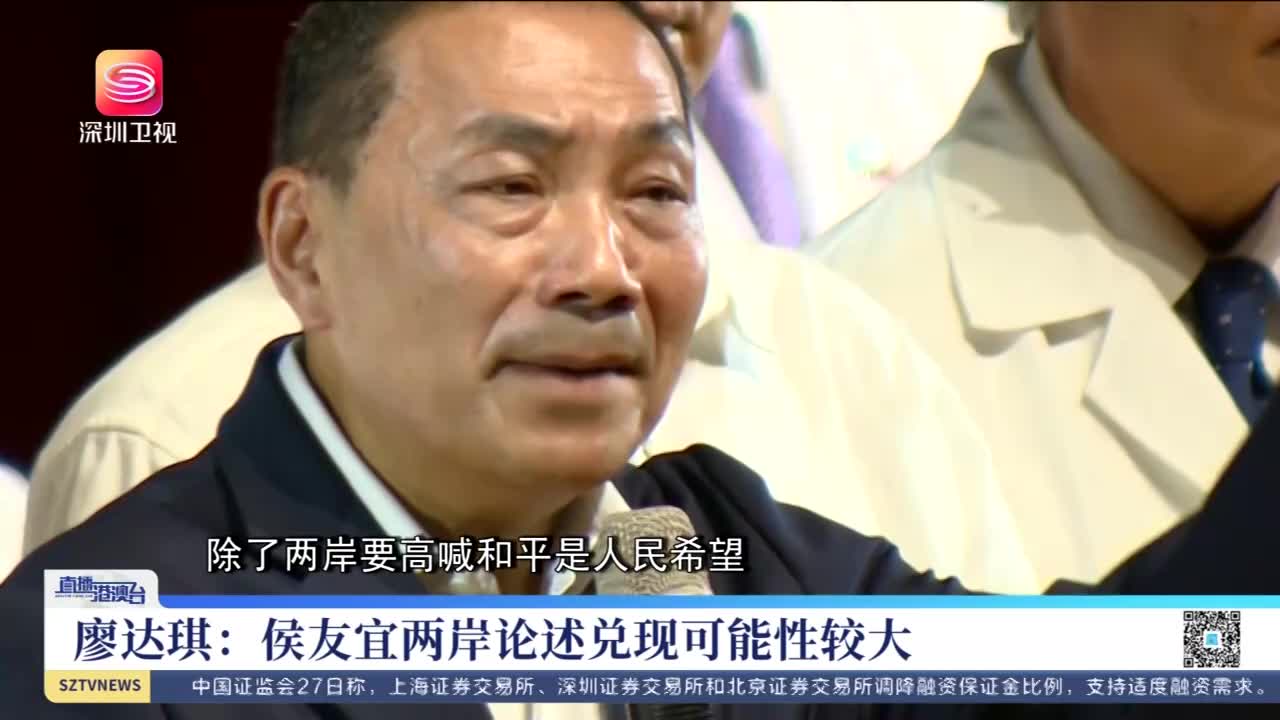 深圳卫视
除了两岸要高喊和平是人民希望
直播港澳台
廖达琪：侯友宜两岸论述兑现可能性较大
SZTVNEWS
中国证监会27日称，上海证券交易所、深圳证券交易所和北京证券交易所调降融资保证金比例，支持适度融资需求。